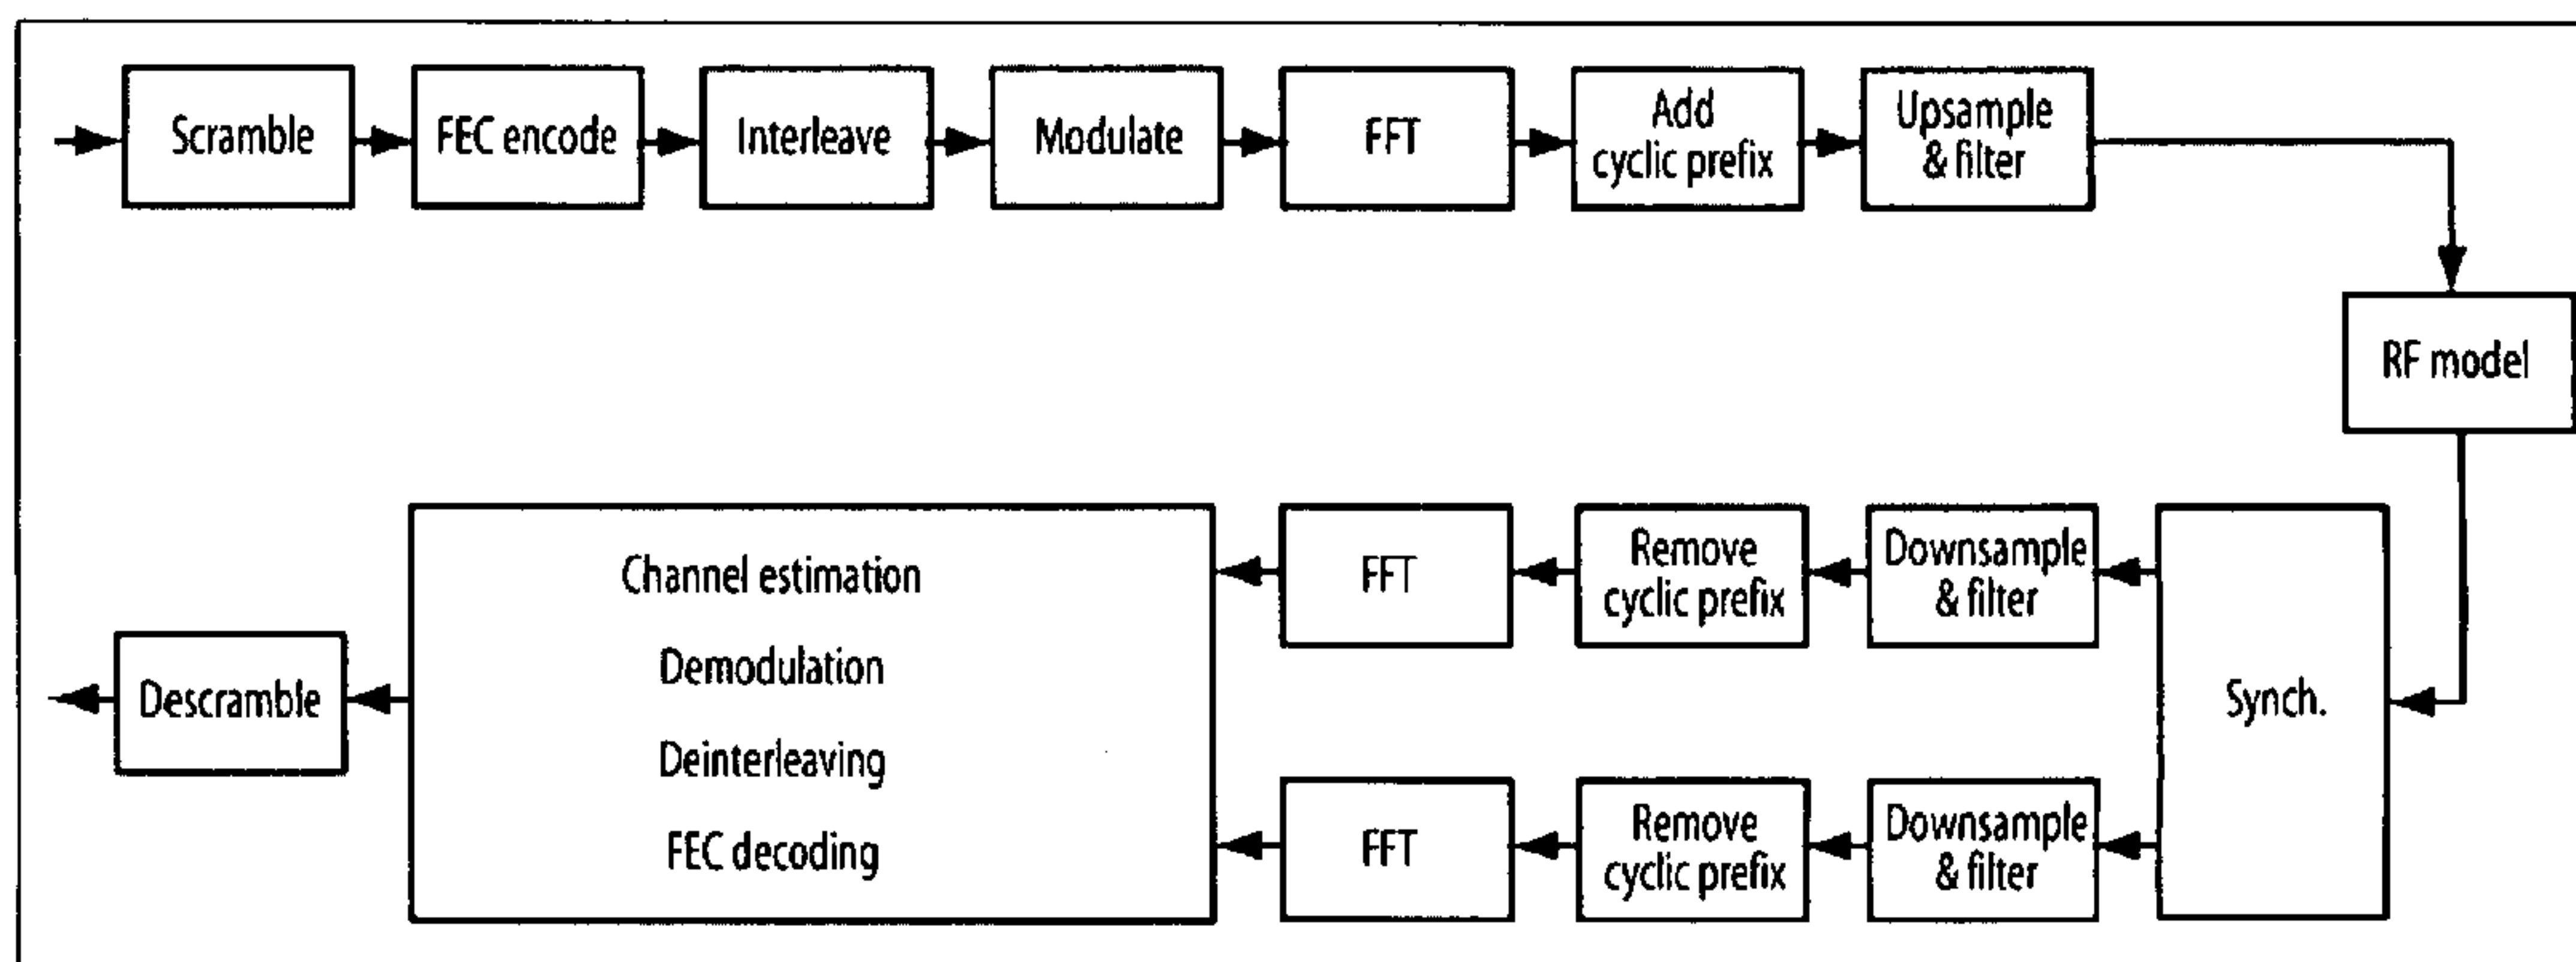 Scramble
FEC encode
Interleave
Modulate
FFT
Add
cyclic prefix
Upsample
& filter
RF model
Synch.
Downsample
& filter
Remove
cyclic prefix
FFT
Downsample
& filter
Remove
cyclic prefix
FFT
Channel estimation
Demodulation
Deinterleaving
FEC decoding
Descramble